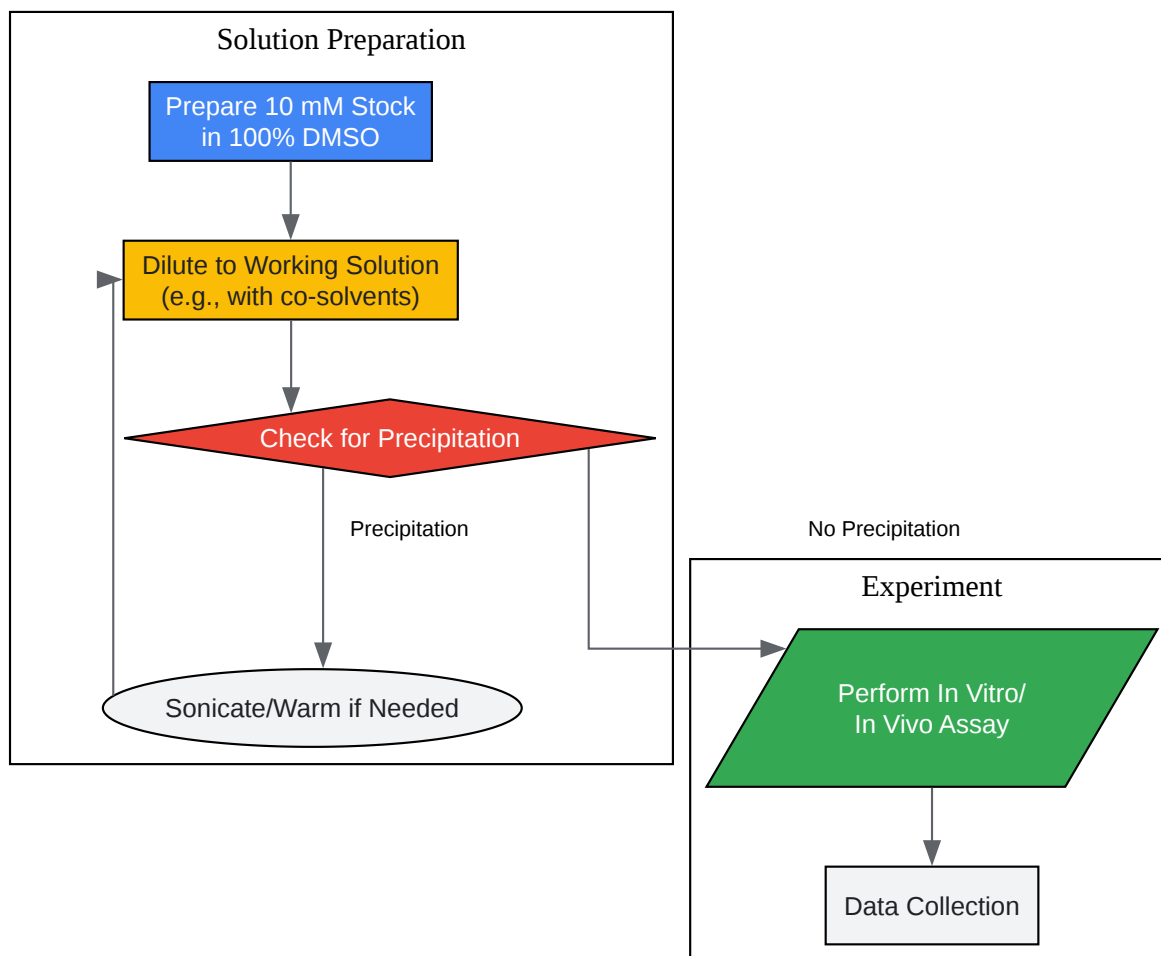 Solution Preparation
Prepare 10 mM Stock
in 100% DMSO
Dilute to Working Solution
(e.g., with co-solvents)
Check for Precipitation
Precipitation
No Precipitation
Sonicate/Warm if Needed
Experiment
Perform In Vitro/
In Vivo Assay
Data Collection